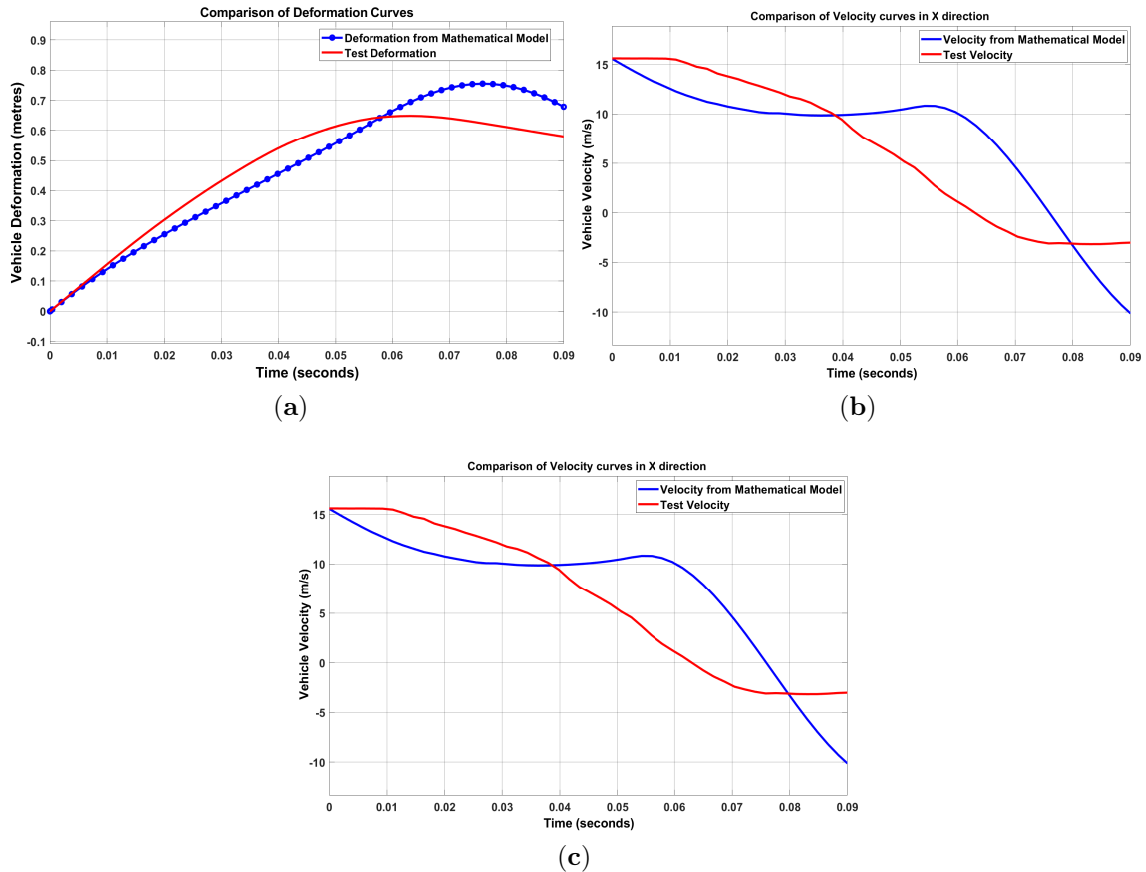 Comparison of Deformation Curves
Deformation from Mathematical Model
Test Deformation
Vehicle Deformation (metres)
0.9
0.8
0.7
0.6
0.5
0.4
0.3
0.2
0.1
0
-0.1
0 0.01 0.02 0.03 0.04 0.05 0.06 0.07 0.08 0.09
Time (seconds)
(a)
Comparison of Velocity curves in X direction
Velocity from Mathematical Model
Test Velocity
Vehicle Velocity (m/s)
15
10
5
0
-5
-10
0 0.01 0.02 0.03 0.04 0.05 0.06 0.07 0.08 0.09
Time (seconds)
(b)
Comparison of Velocity curves in X direction
Velocity from Mathematical Model
Test Velocity
Vehicle Velocity (m/s)
15
10
5
0
-5
-10
0 0.01 0.02 0.03 0.04 0.05 0.06 0.07 0.08 0.09
Time (seconds)
(c)